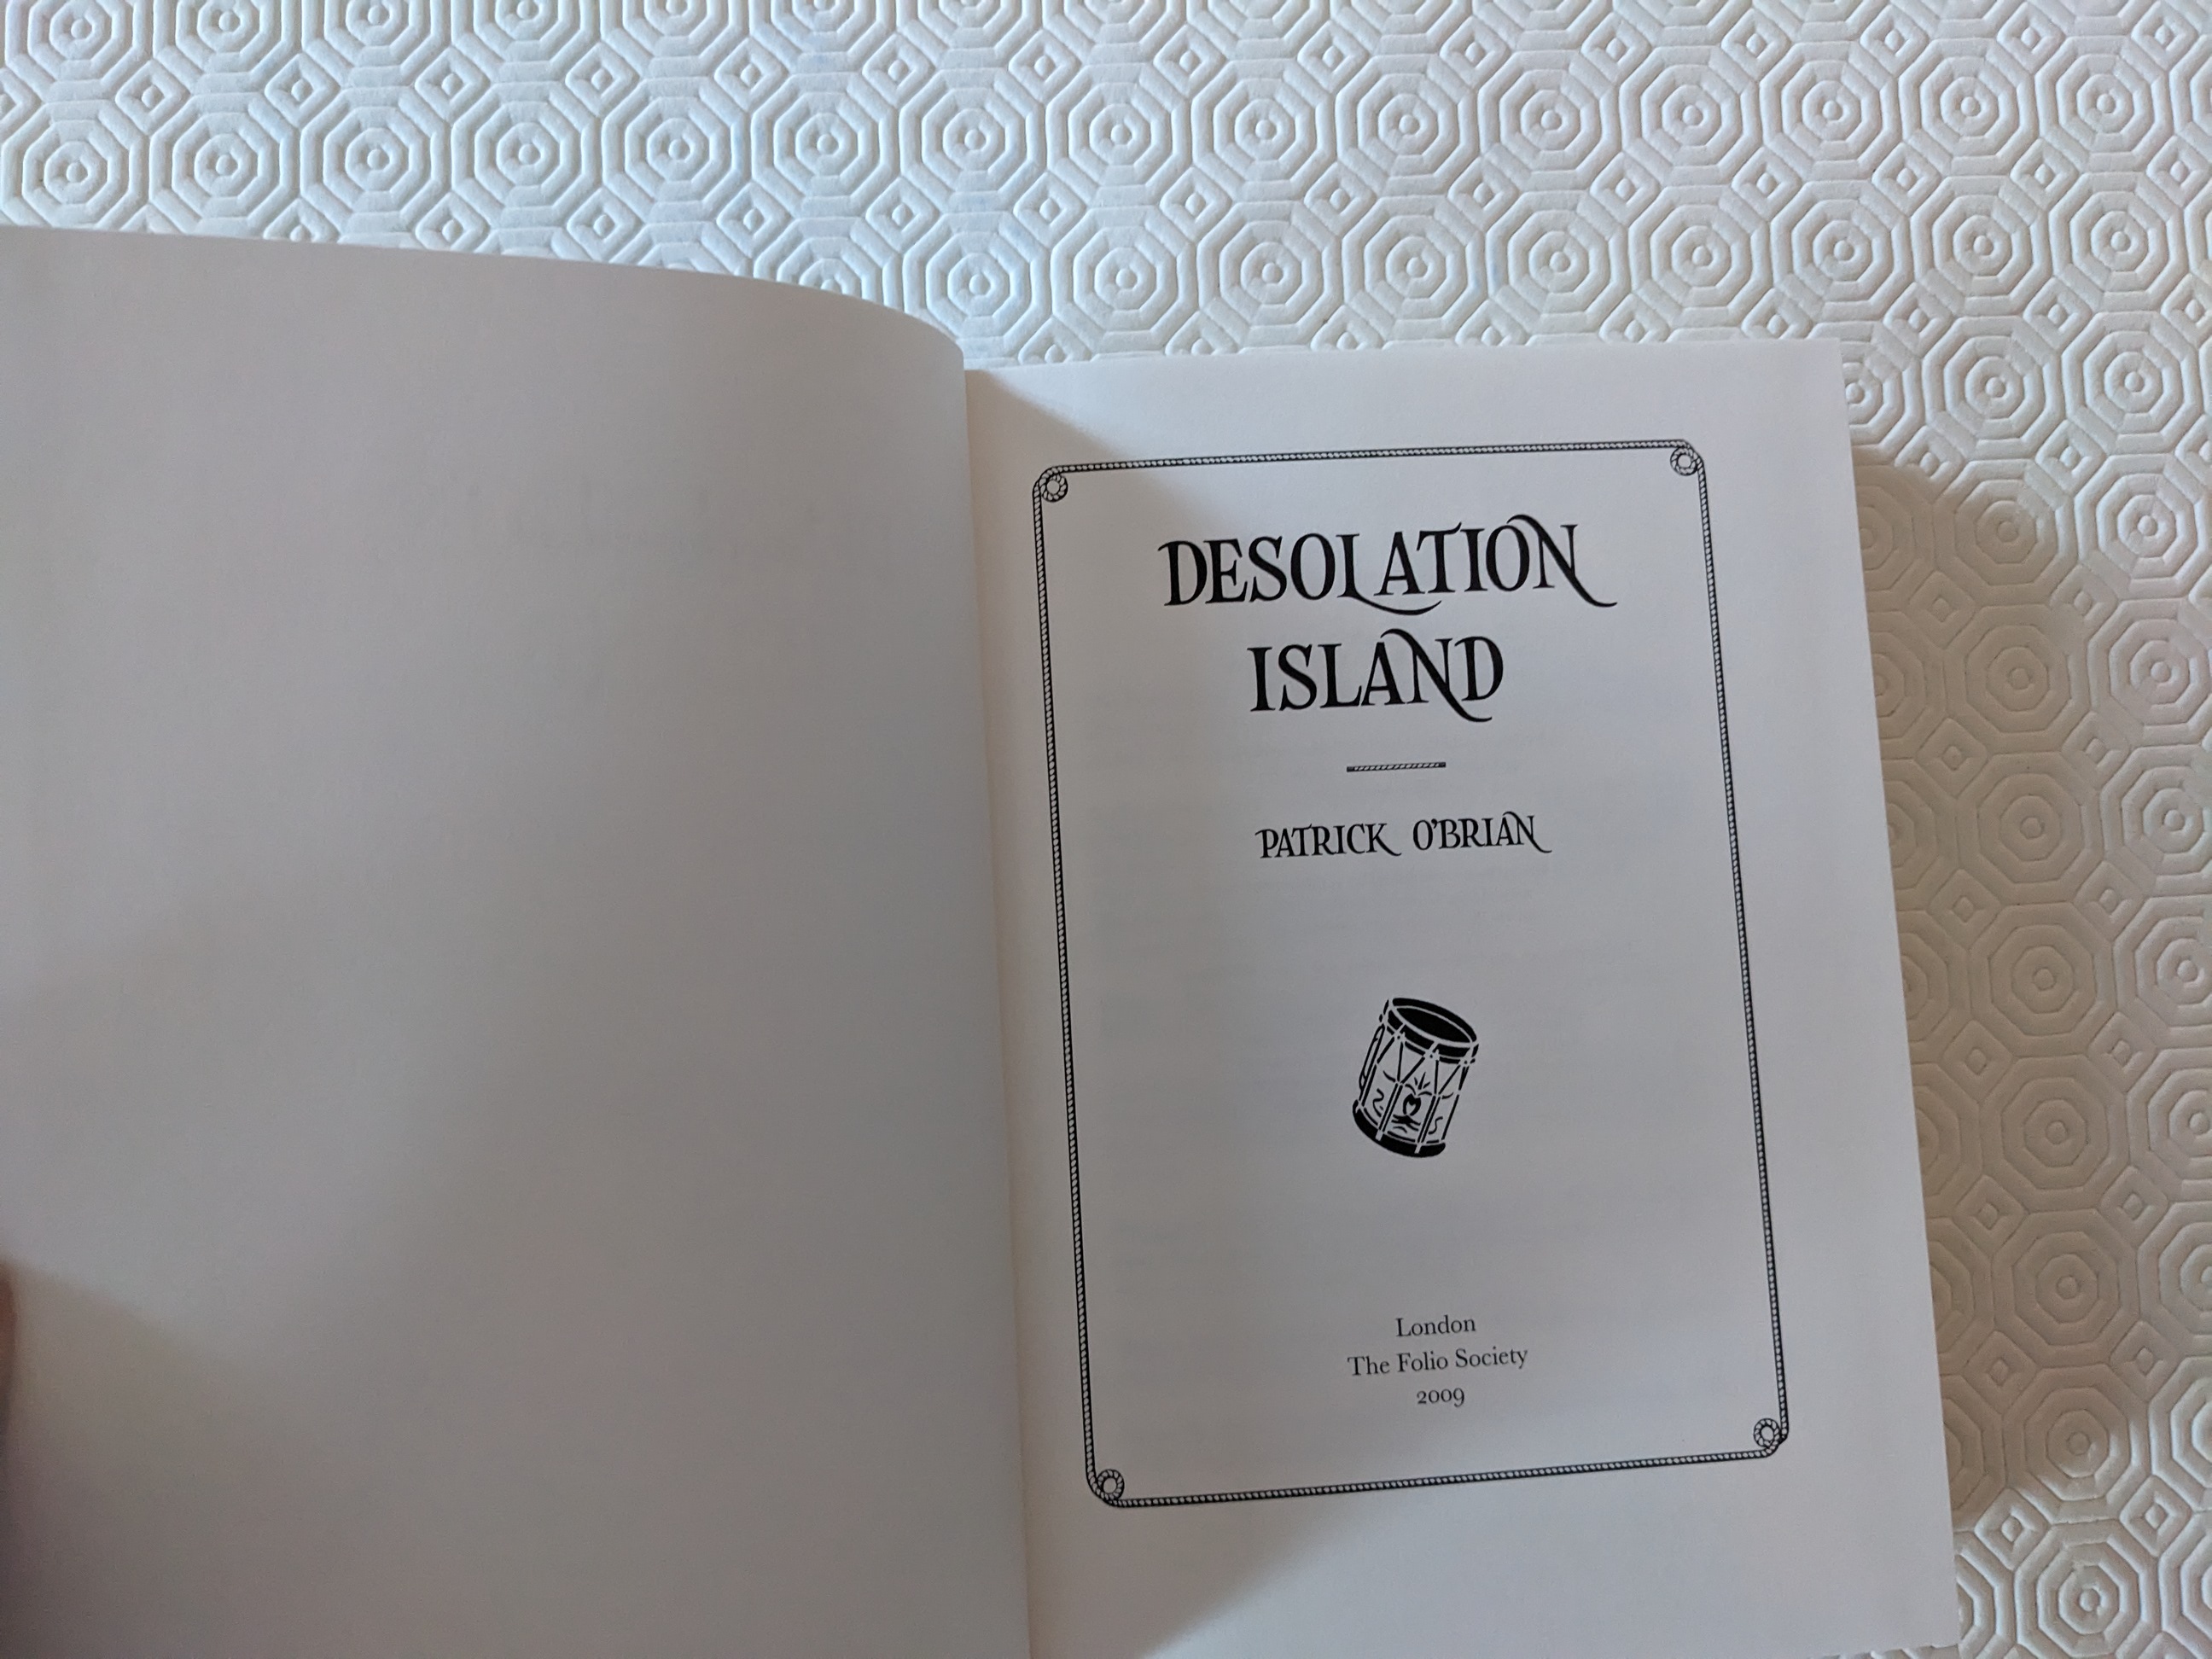 DESOLATION
ISLAND
PATRICK O'BRIAN
London
The Folio Society
2009